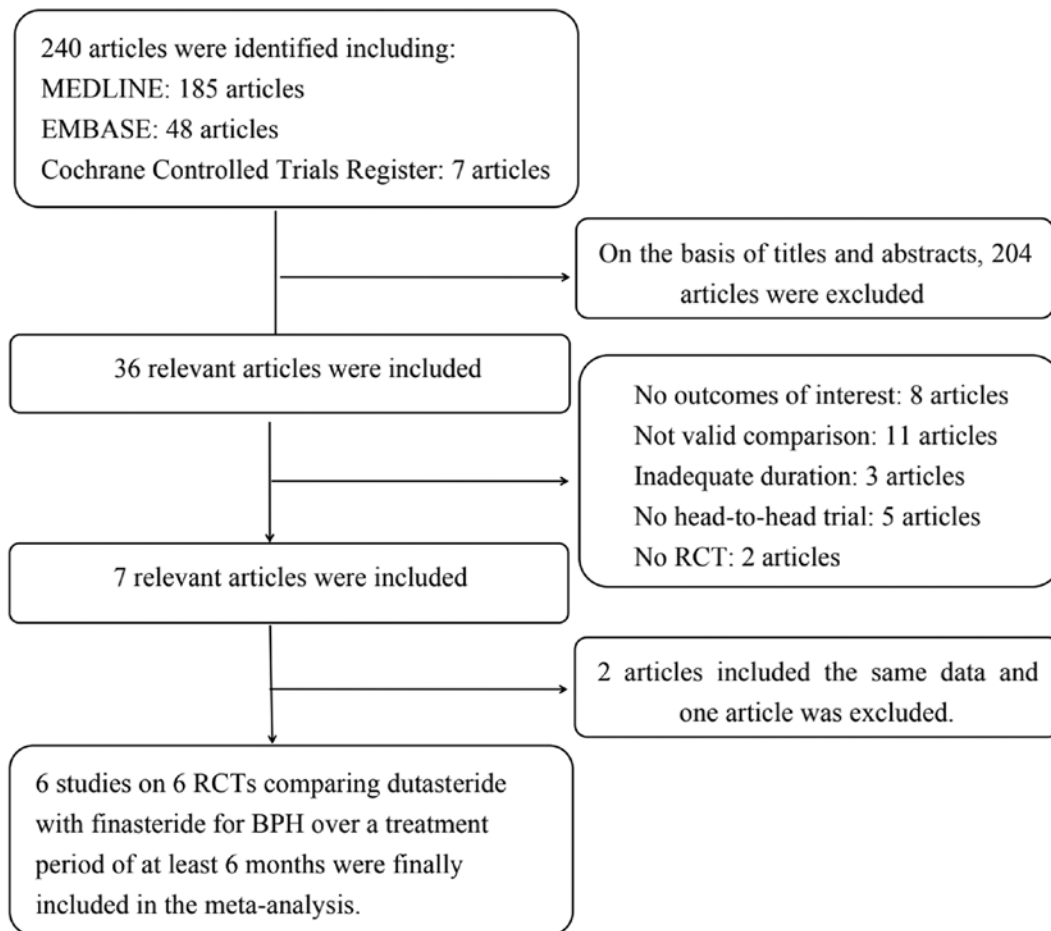 240 articles were identified including:
MEDLINE: 185 articles
EMBASE: 48 articles
Cochrane Controlled Trials Register: 7 articles
On the basis of titles and abstracts, 204
articles were excluded
36 relevant articles were included
No outcomes of interest: 8 articles
Not valid comparison: 11 articles
Inadequate duration: 3 articles
No head-to-head trial: 5 articles
No RCT: 2 articles
7 relevant articles were included
2 articles included the same data and
one article was excluded.
6 studies on 6 RCTs comparing dutasteride
with finasteride for BPH over a treatment
period of at least 6 months were finally
included in the meta-analysis.